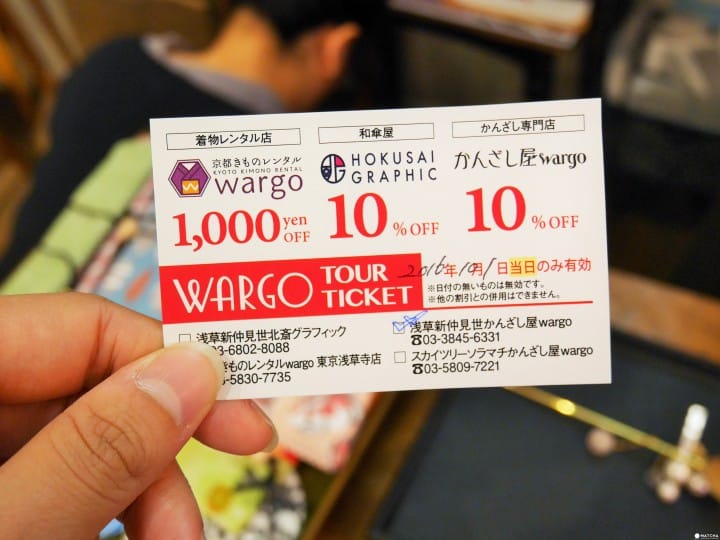 着物レンタル店
和傘屋
かんざし専門店
京都きものレンタル
KYOTO KIMONO RENTAL
wargo
HOKUSAI
GRAPHIC
かんざし屋wargo
1,000 yen OFF
10 % OFF
10 % OFF
WARGO TOUR TICKET
2016年10月1日当日のみ有効
※日付の無いものは無効です。
※他の割引との併用はできません。
浅草新仲見世北斎グラフィック
3-6802-8088
きものレンタルwargo 東京浅草寺店
-5830-7735
浅草新仲見世かんざし屋wargo
☎03-3845-6331
スカイツリーソラマチかんざし屋wargo
☎03-5809-7221
MATCHA